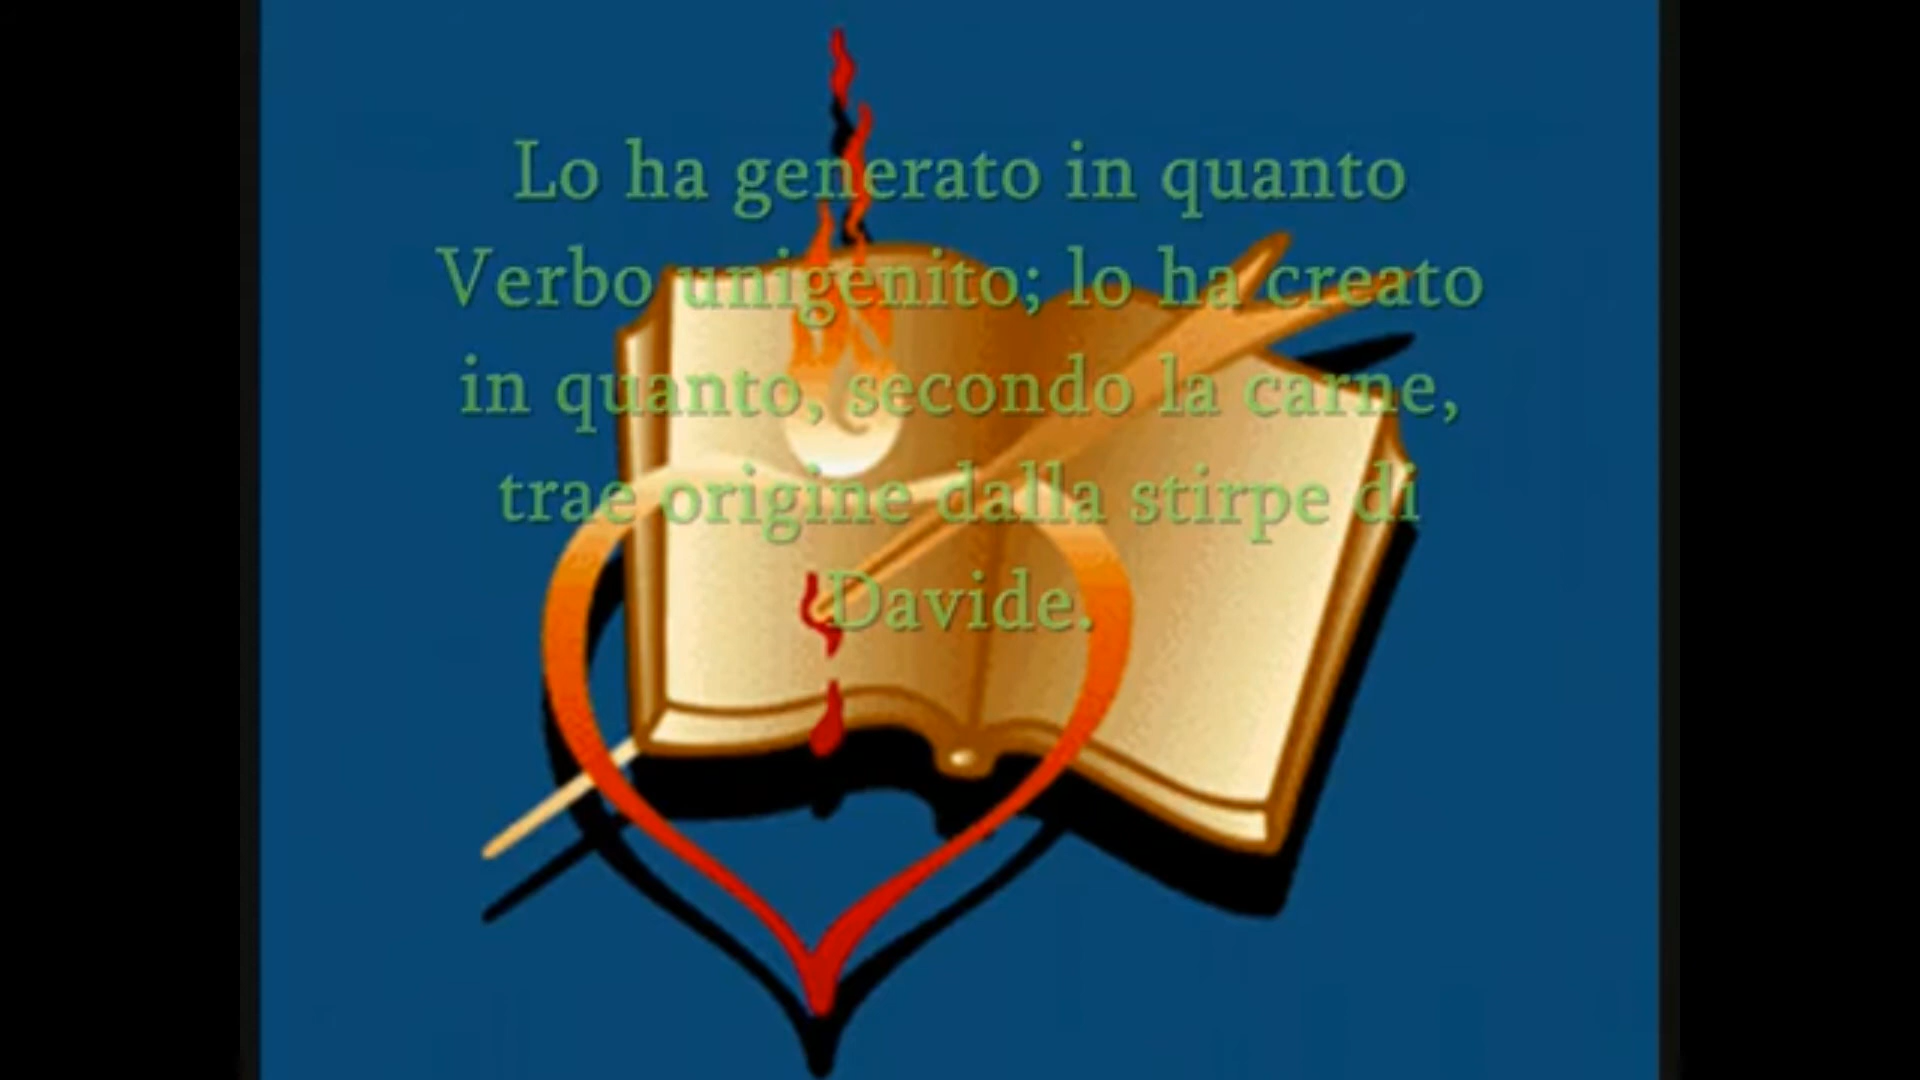 Lo ha generato in quanto
Verbo unigenito; lo ha creato
in quanto, secondo la carne,
trae origine dalla stirpe di
Davide.